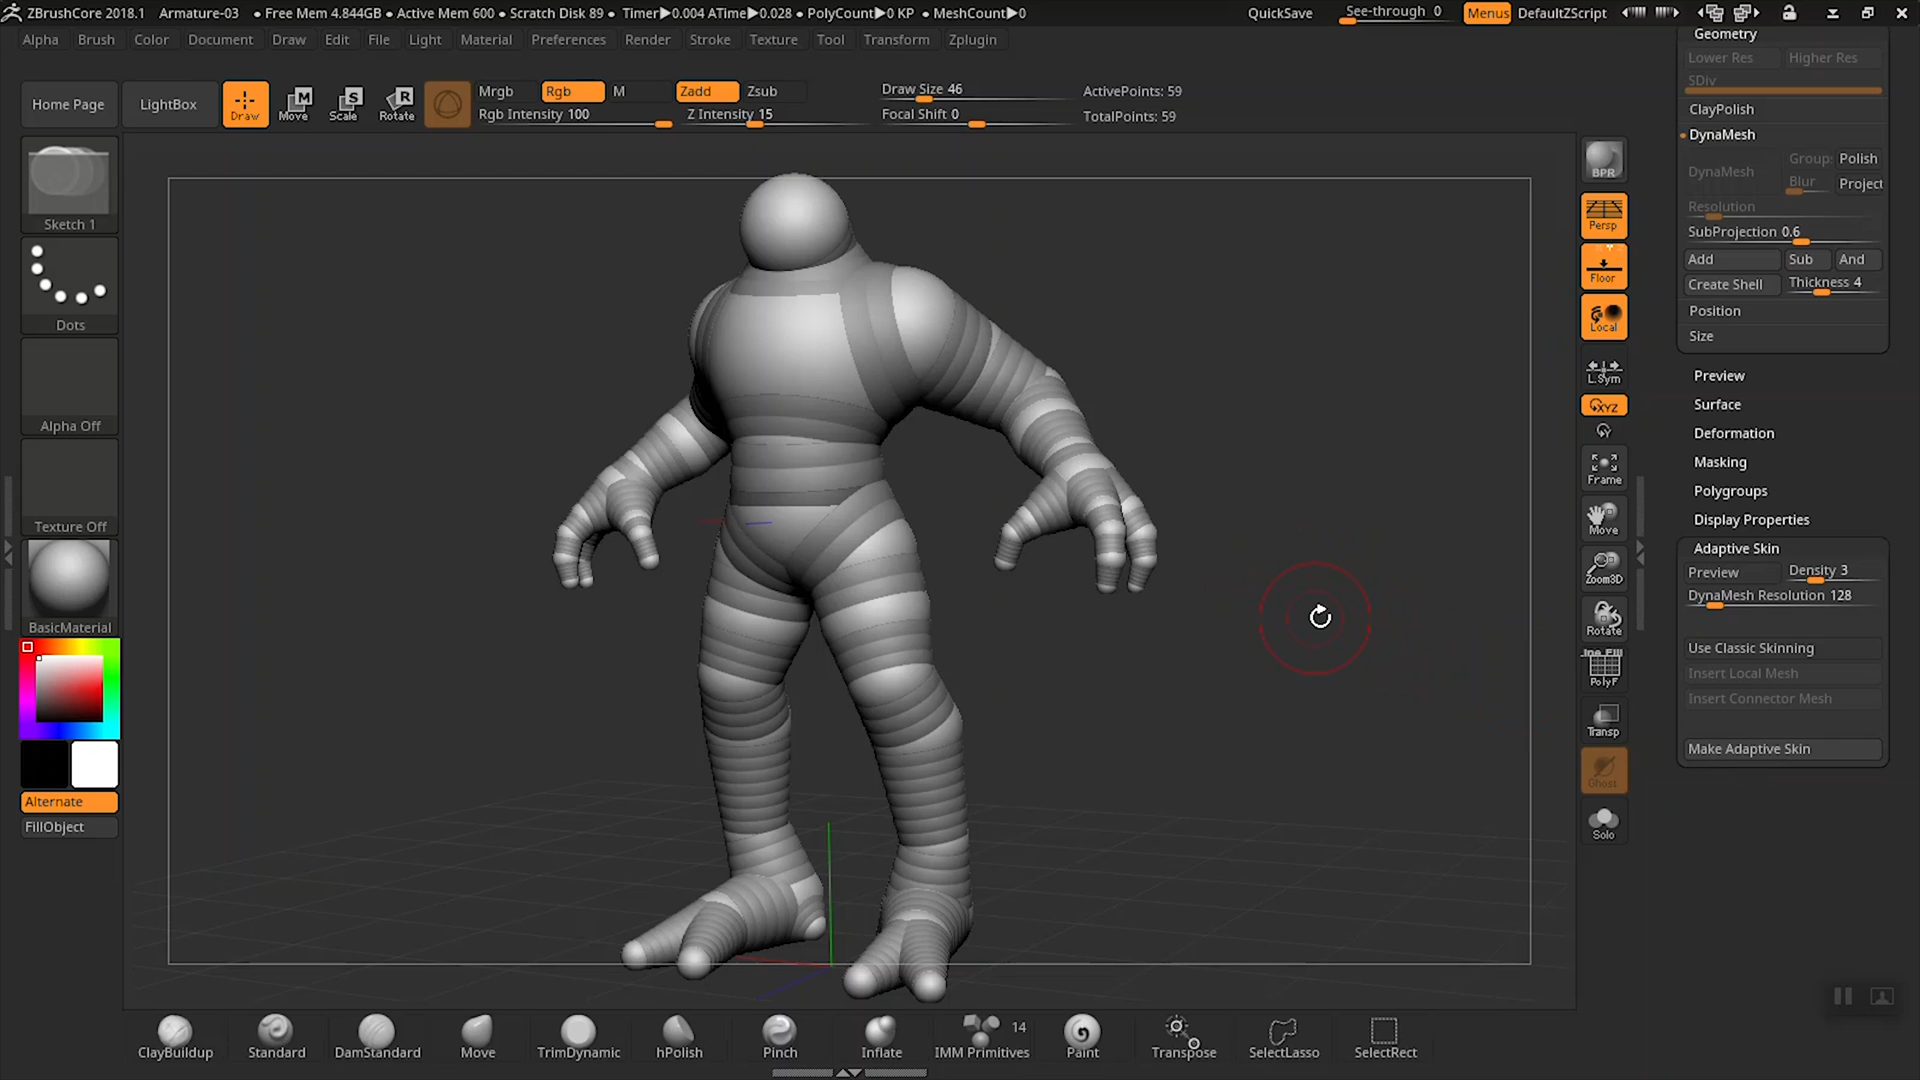 ZBrushCore 2018.1 Armature-03 • Free Mem 4.844GB • Active Mem 600 • Scratch Disk 89 • Timer▶0.004 ATime▶0.028 • PolyCount▶0 KP • MeshCount▶0 QuickSave See-through 0 Menus DefaultZScript
Alpha Brush Color Document Draw Edit File Light Material Preferences Render Stroke Texture Tool Transform Zplugin
Home Page LightBox Draw Move Scale Rotate
Mrgb Rgb M Zadd Zsub
Rgb Intensity 100 Z Intensity 15
Draw Size 46
Focal Shift 0
ActivePoints: 59
TotalPoints: 59
Sketch 1
Dots
Alpha Off
Texture Off
BasicMaterial
Alternate
FillObject
BPR
Persp
Floor
Local
L.Sym
XYZ
Y
Frame
Move
Zoom3D
Rotate
Line Fill
PolyF
Transp
Ghost
Solo
Geometry
Lower Res Higher Res
SDiv
ClayPolish
DynaMesh
DynaMesh
Group: Polish
Blur Project
Resolution
SubProjection 0.6
Add Sub And
Create Shell Thickness 4
Position
Size
Preview
Surface
Deformation
Masking
Polygroups
Display Properties
Adaptive Skin
Preview Density 3
DynaMesh Resolution 128
Use Classic Skinning
Insert Local Mesh
Insert Connector Mesh
Make Adaptive Skin
14
ClayBuildup Standard DamStandard Move TrimDynamic hPolish Pinch Inflate IMM Primitives Paint Transpose SelectLasso SelectRect